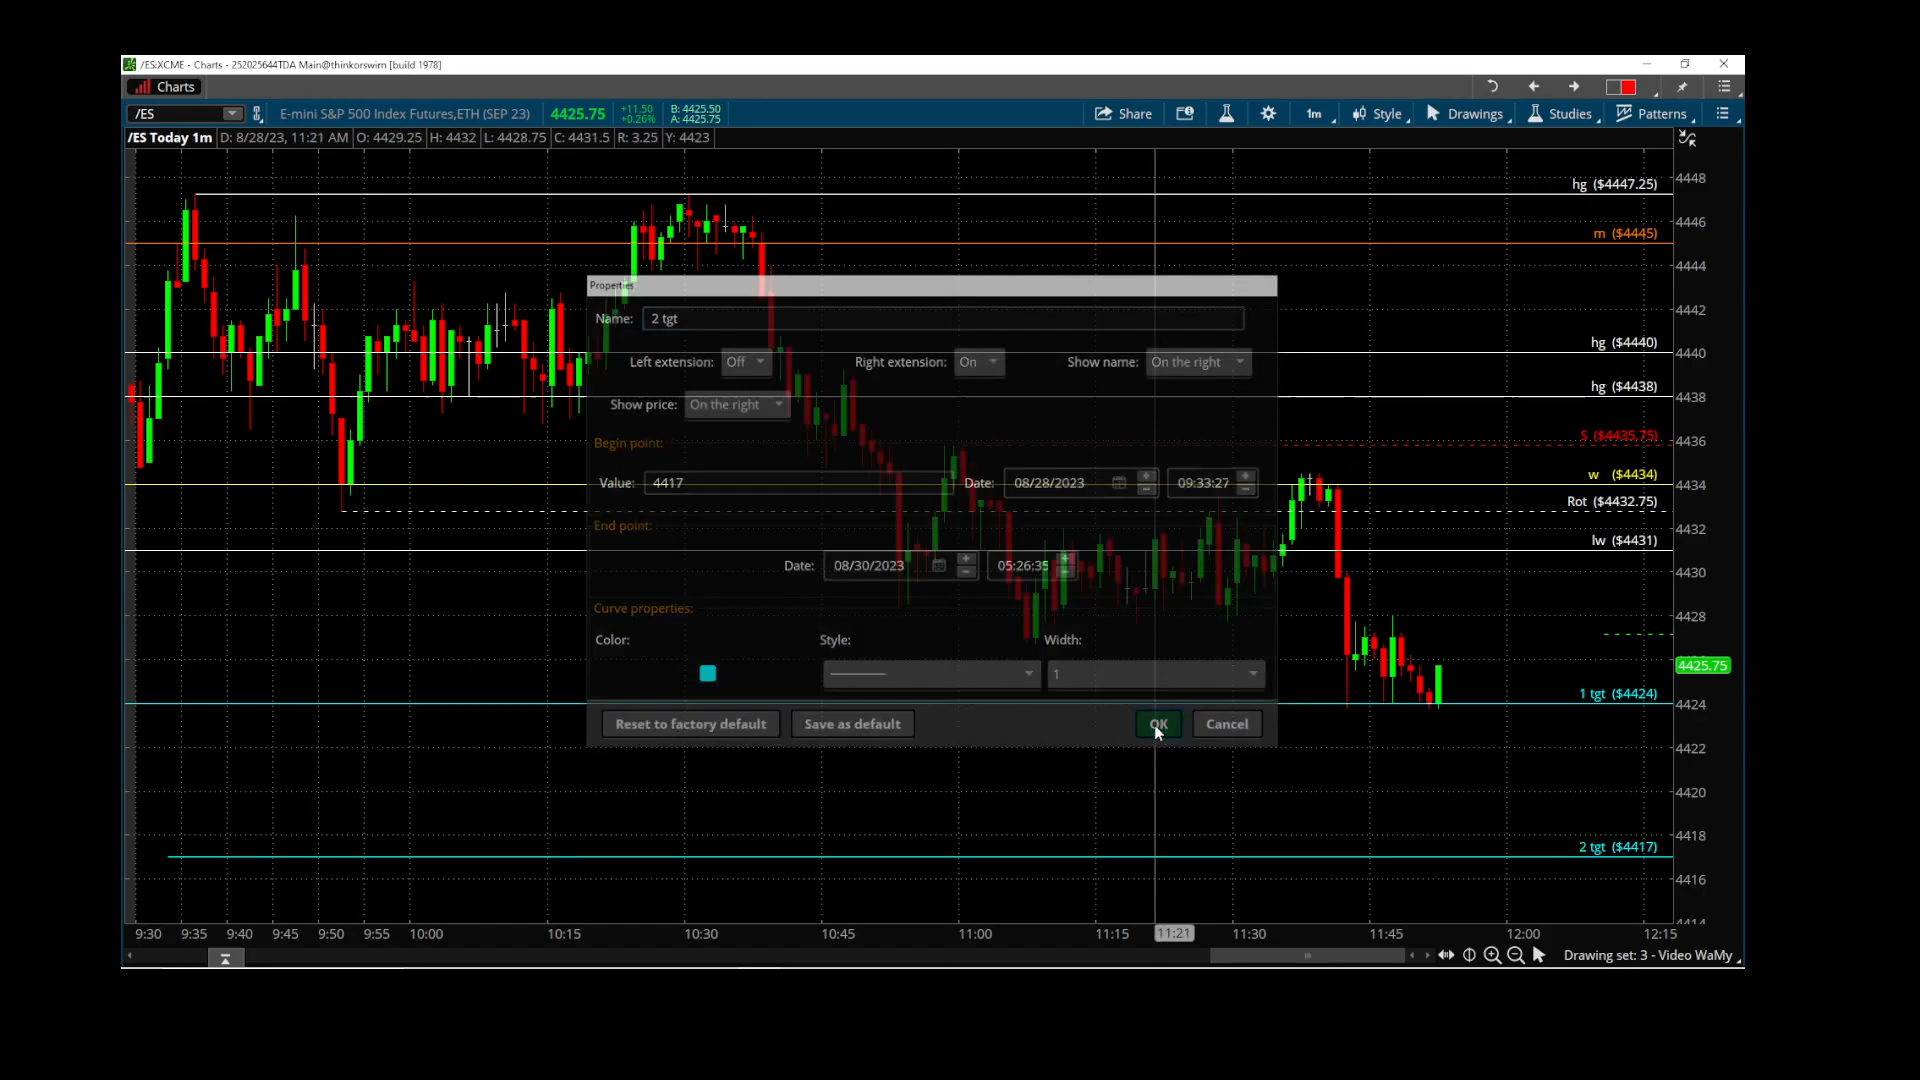 /ES:XCME - Charts - 252025644TDA Main@thinkorswim [build 1978]
Charts
/ES E-mini S&P 500 Index Futures,ETH (SEP 23) 4425.75 +11.50 +0.26% B: 4425.50 A: 4425.75 Share 1m Style Drawings Studies Patterns
/ES Today 1m D: 8/28/23, 11:21 AM O: 4429.25 H: 4432 L: 4428.75 C: 4431.5 R: 3.25 Y: 4423
4448
hg ($4447.25)
4446
m ($4445)
4444
Properties
4442
Name: 2 tgt
hg ($4440)
4440
Left extension: Off Right extension: On Show name: On the right
hg ($4438)
4438
Show price: On the right
S ($4435.75)
4436
Begin point:
w ($4434)
4434
Value: 4417 Date: 08/28/2023 09:33:27
Rot ($4432.75)
4432
End point:
lw ($4431)
4430
Date: 08/30/2023 05:26:35
4428
Curve properties:
Color: Style: Width:
4425.75
1
1 tgt ($4424)
4424
Reset to factory default Save as default OK Cancel
4422
4420
4418
2 tgt ($4417)
4416
4414
9:30 9:35 9:40 9:45 9:50 9:55 10:00 10:15 10:30 10:45 11:00 11:15 11:21 11:30 11:45 12:00 12:15
Drawing set: 3 - Video WaMy